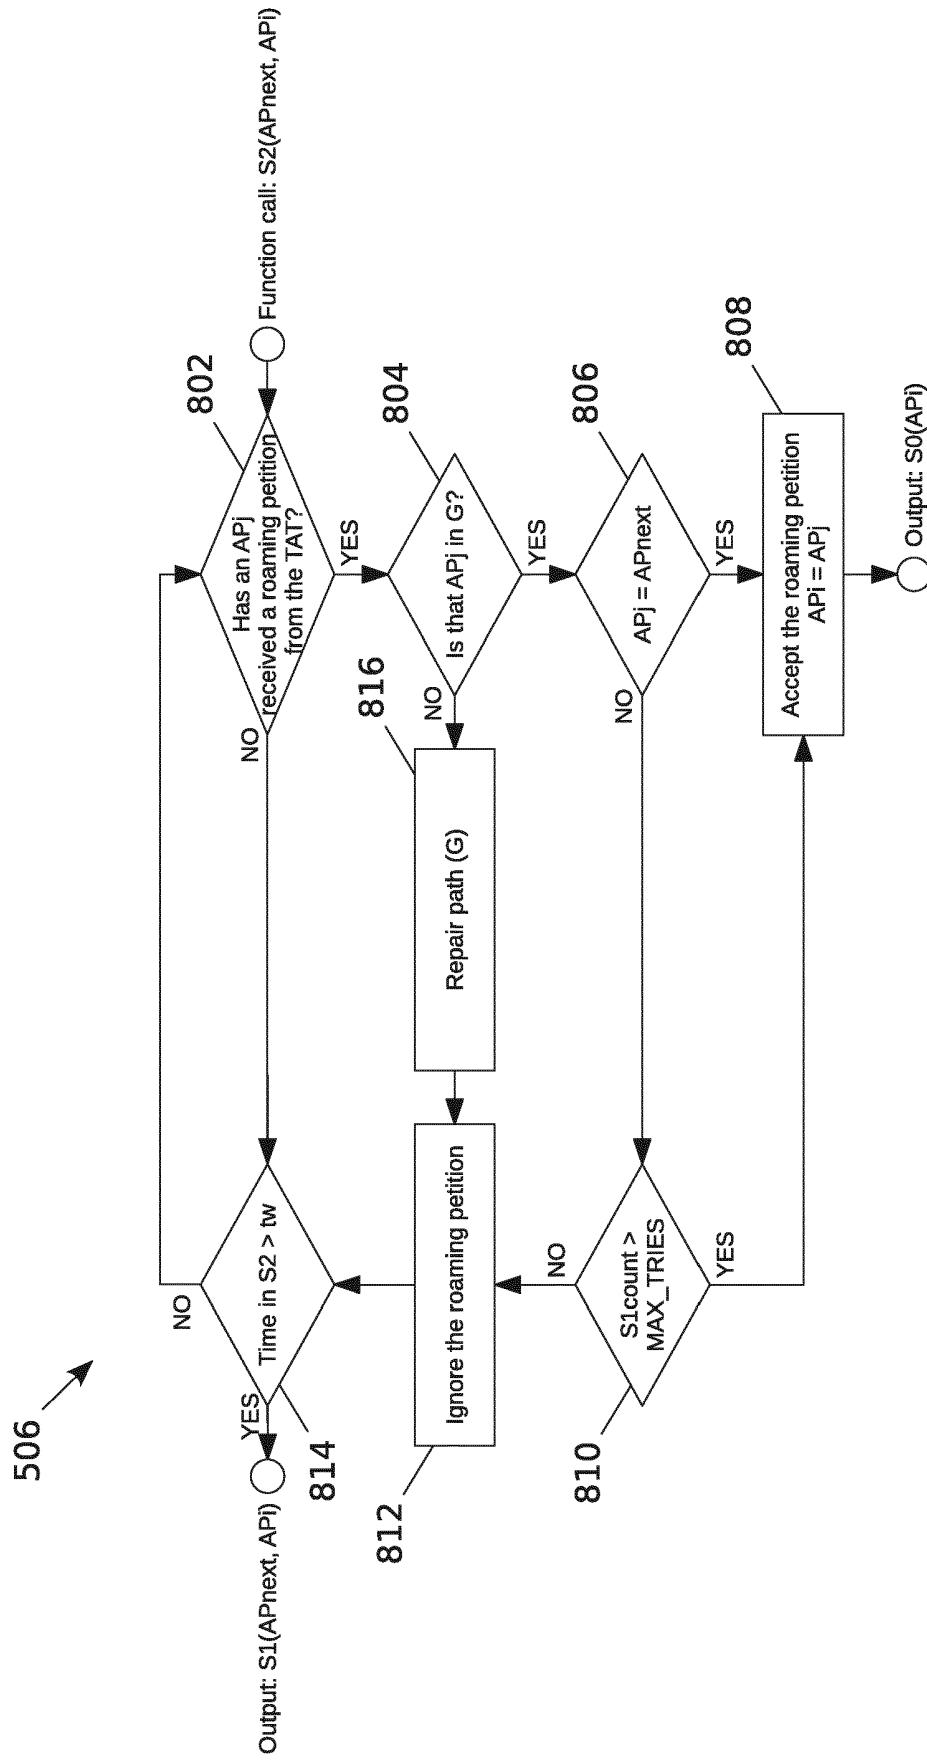 506
Function call: S2(APnext, APi)
802
Has an APj
received a roaming petition
from the TAT?
NO
YES
804
Is that APj in G?
NO
YES
816
Repair path (G)
806
APj = APnext
NO
YES
808
Accept the roaming petition
APi = APj
Output: S0(APi)
810
S1count >
MAX_TRIES
NO
YES
812
Ignore the roaming petition
814
Time in S2 > tw
NO
YES
Output: S1(APnext, APi)